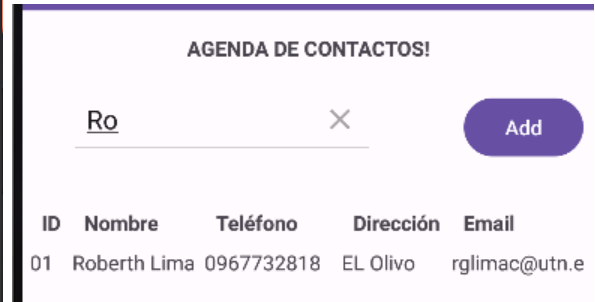 AGENDA DE CONTACTOS!
Ro
Add
ID Nombre Teléfono Dirección Email
01 Roberth Lima 0967732818 EL Olivo rglimac@utn.e